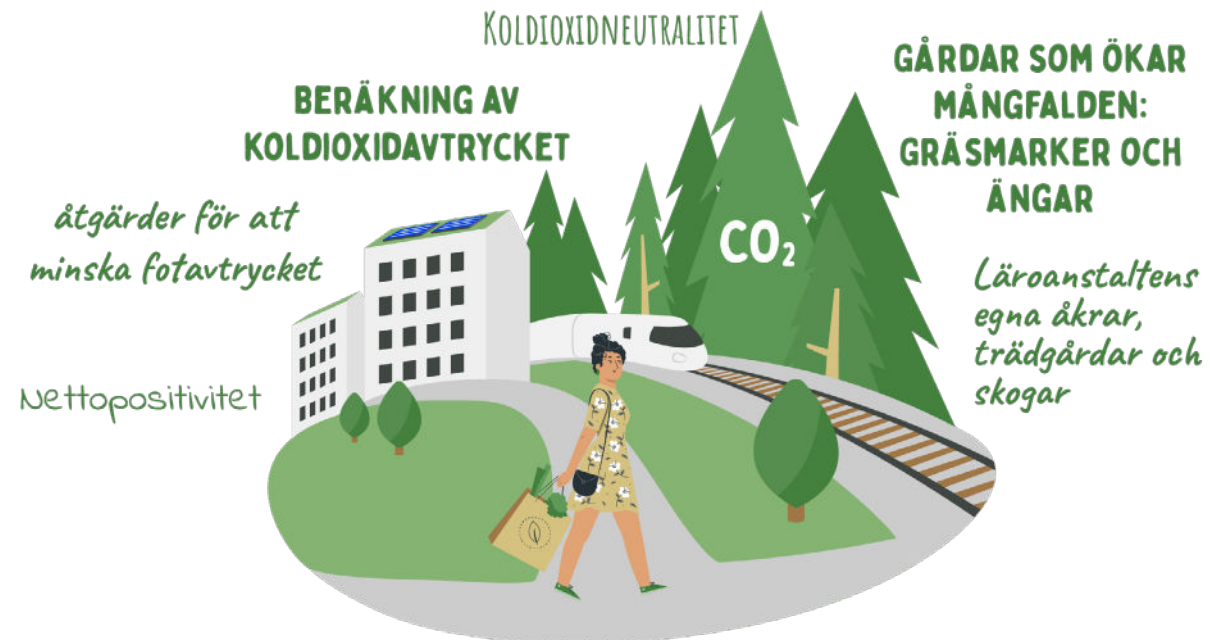 KOLDIOXIDNEUTRALITET
BERÄKNING AV
KOLDIOXIDAVTRYCKET
GÅRDAR SOM ÖKAR
MÅNGFALDEN:
GRÄSMARKER OCH
ÄNGAR
åtgärder för att
minska fotavtrycket
CO₂
Läroanstaltens
egna åkrar,
trädgårdar och
skogar
Nettopositivitet